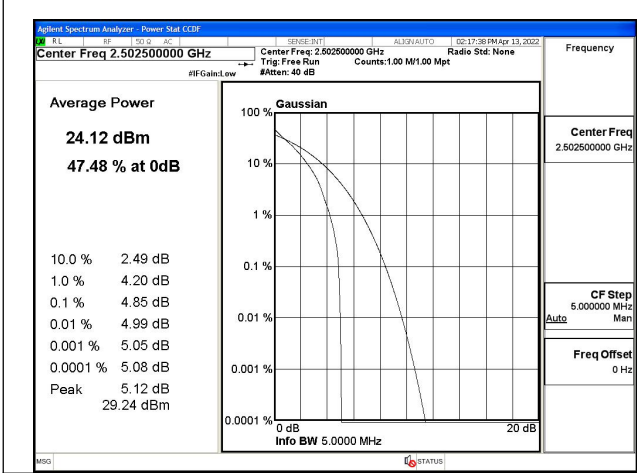 Agilent Spectrum Analyzer - Power Stat CCDF
RL RF 50 Ω AC SENSE:INT ALIGN AUTO 02:17:38 PM Apr 13, 2022
Center Freq 2.502500000 GHz
Center Freq: 2.502500000 GHz Radio Std: None
Trig: Free Run Counts:1.00 M/1.00 Mpt
#IFGain:Low #Atten: 40 dB
Frequency
Average Power
24.12 dBm
47.48 % at 0dB
10.0 % 2.49 dB
1.0 % 4.20 dB
0.1 % 4.85 dB
0.01 % 4.99 dB
0.001 % 5.05 dB
0.0001 % 5.08 dB
Peak 5.12 dB
29.24 dBm
Gaussian
100 %
10 %
1 %
0.1 %
0.01 %
0.001 %
0.0001 %
0 dB 20 dB
Info BW 5.0000 MHz
Center Freq
2.502500000 GHz
CF Step
5.000000 MHz
Auto Man
Freq Offset
0 Hz
MSG STATUS